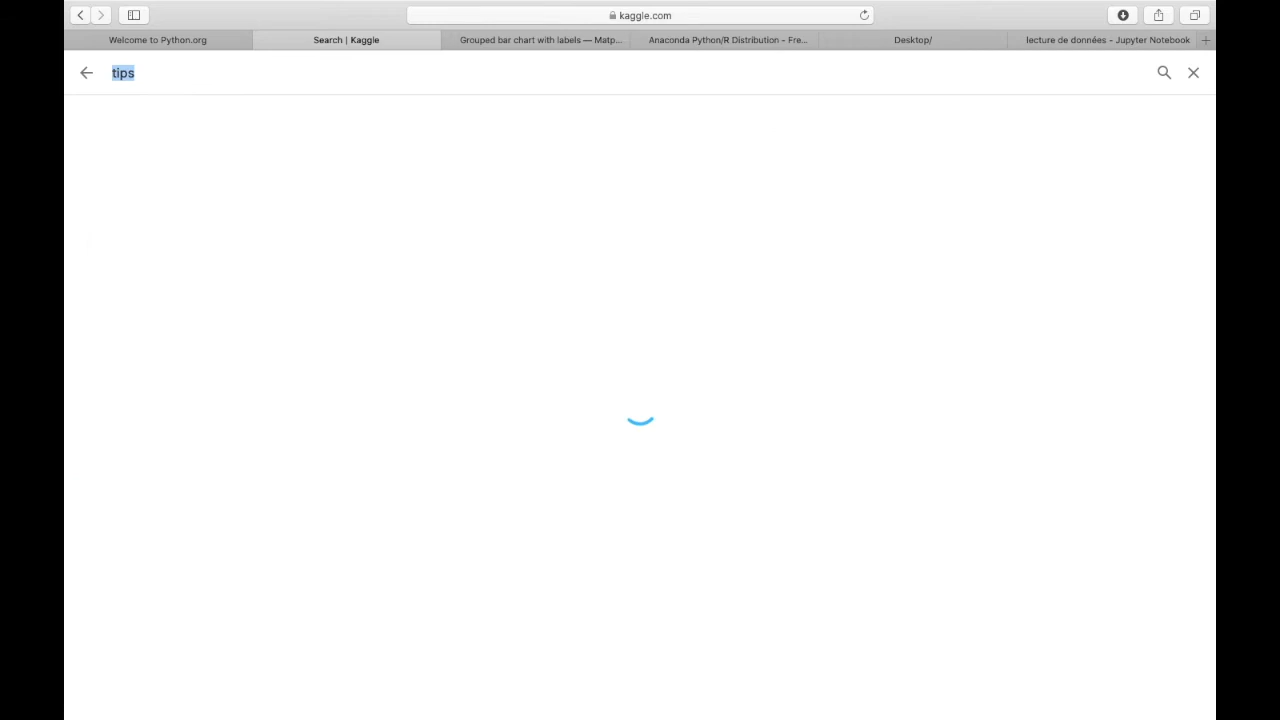 kaggle.com
Welcome to Python.org
Search | Kaggle
Grouped bar chart with labels — Matp...
Anaconda Python/R Distribution - Fre...
Desktop/
lecture de données - Jupyter Notebook
tips